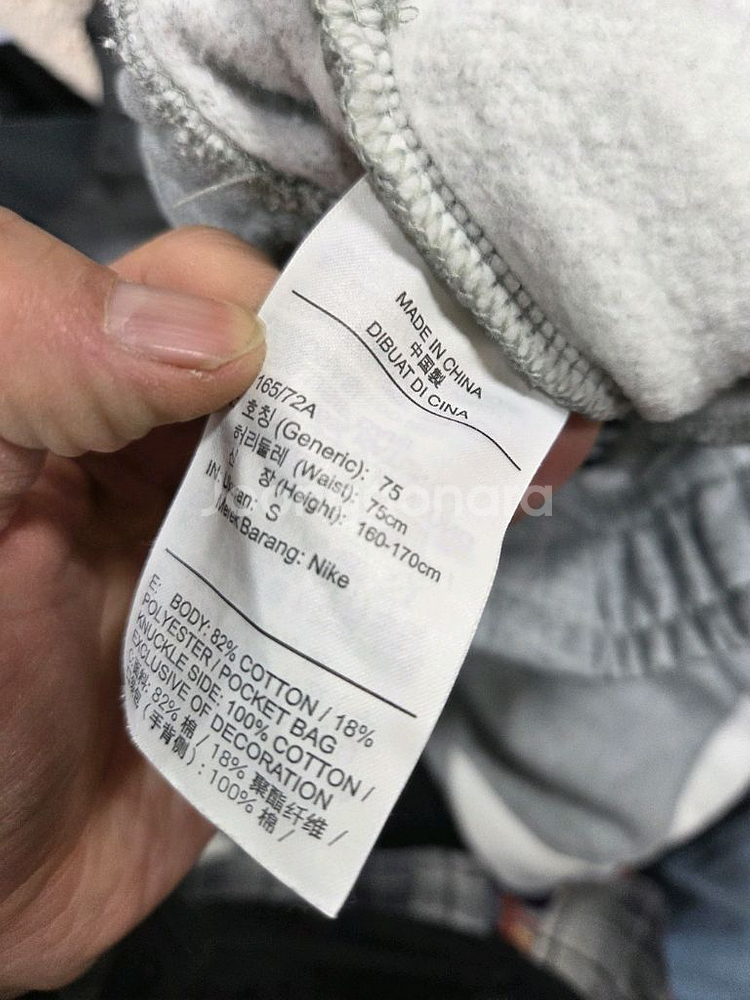 MADE IN CHINA
中国製
DIBUAT DI CINA
165/72A
호칭 (Generic): 75
허리둘레 (Waist): 75cm
신 장 (Height): 160-170cm
IN: S
Merek Barang: Nike
E: BODY: 82% COTTON / 18%
POLYESTER / POCKET BAG
KNUCKLE SIDE: 100% COTTON /
EXCLUSIVE OF DECORATION
82% 棉 / 18% 聚酯纤维 /
(手背侧): 100% 棉 /